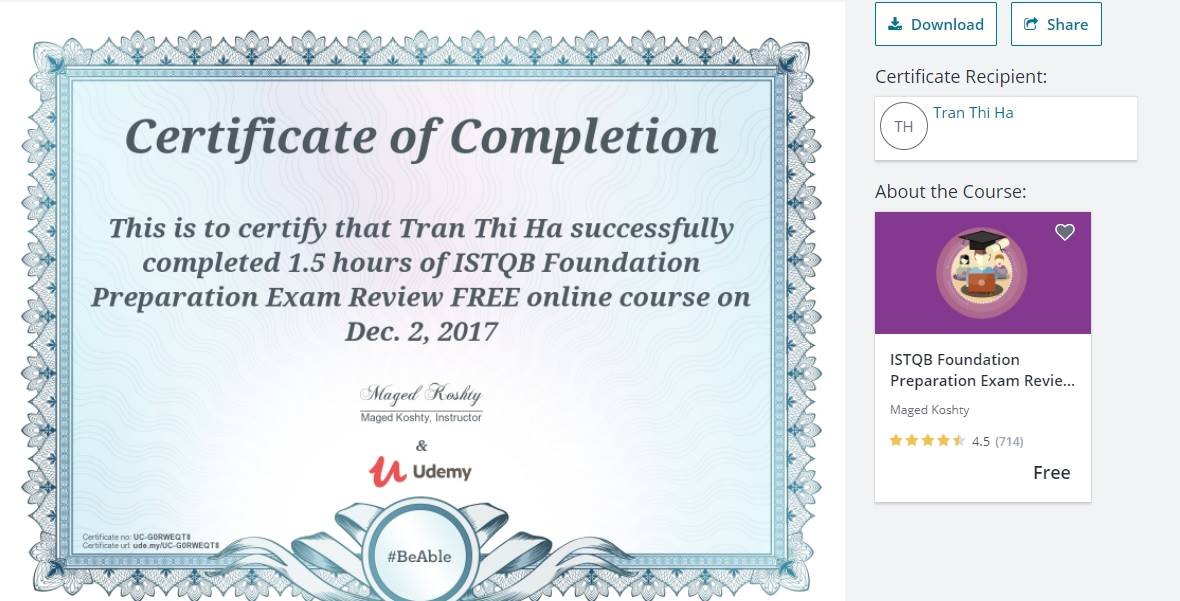 Certificate of Completion
This is to certify that Tran Thi Ha successfully
completed 1.5 hours of ISTQB Foundation
Preparation Exam Review FREE online course on
Dec. 2, 2017
Maged Koshty
Maged Koshty, Instructor
&
Udemy
Certificate no: UC-G0RWEQT8
Certificate url: ude.my/UC-G0RWEQT8
#BeAble
Download
Share
Certificate Recipient:
TH
Tran Thi Ha
About the Course:
ISTQB Foundation
Preparation Exam Revie...
Maged Koshty
4.5 (714)
Free